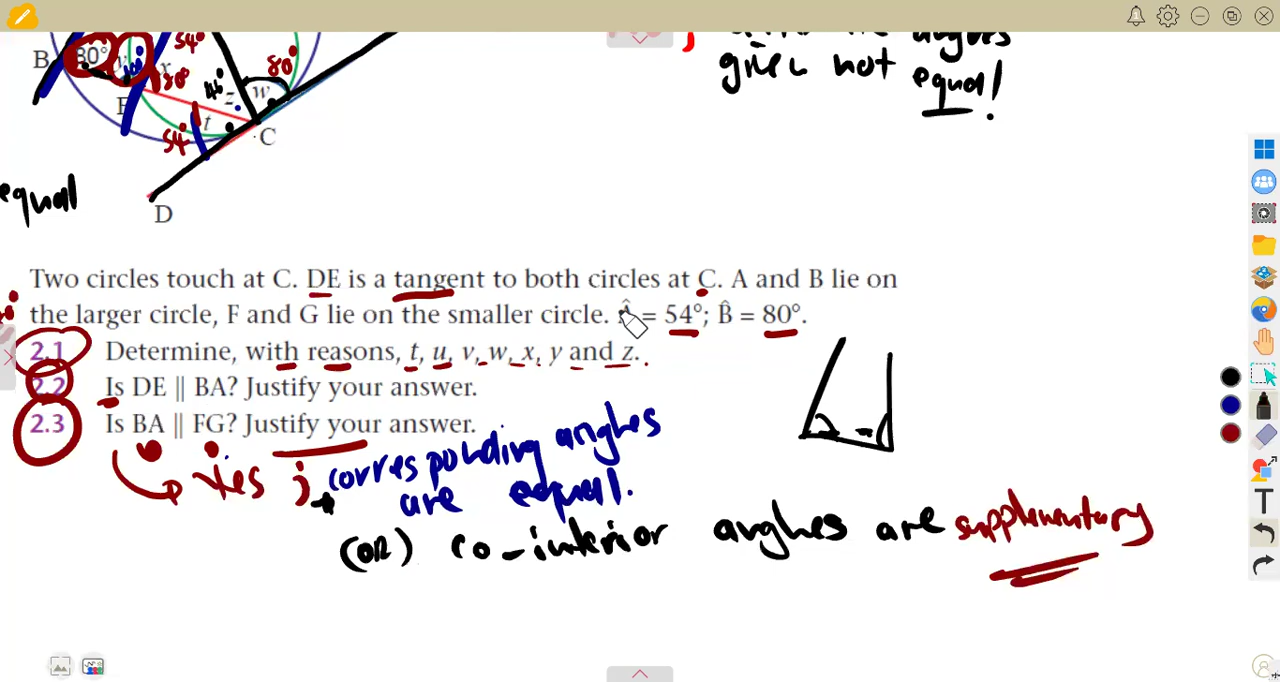 angles
given not
equal!
B 80° 54° 80°
x 80°
46° z w
F
t
54° C
equal
D
Two circles touch at C. DE is a tangent to both circles at C. A and B lie on
the larger circle, F and G lie on the smaller circle. Â = 54°; B̂ = 80°.
2.1 Determine, with reasons, t, u, v, w, x, y and z.
2.2 Is DE || BA? Justify your answer.
2.3 Is BA || FG? Justify your answer.
Yes ; corresponding angles
are equal.
(OR) co-interior angles are supplementary
T